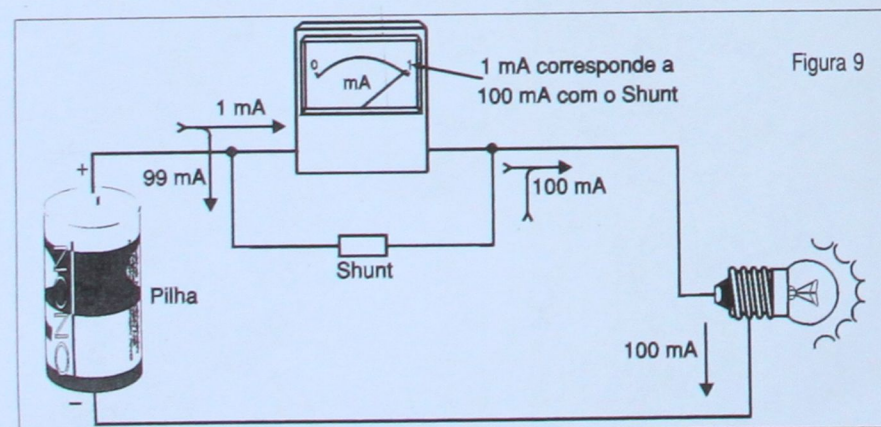 Figura 9
0
1
mA
1 mA corresponde a
100 mA com o Shunt
1 mA
+
99 mA
100 mA
Shunt
Pilha
100 mA
−